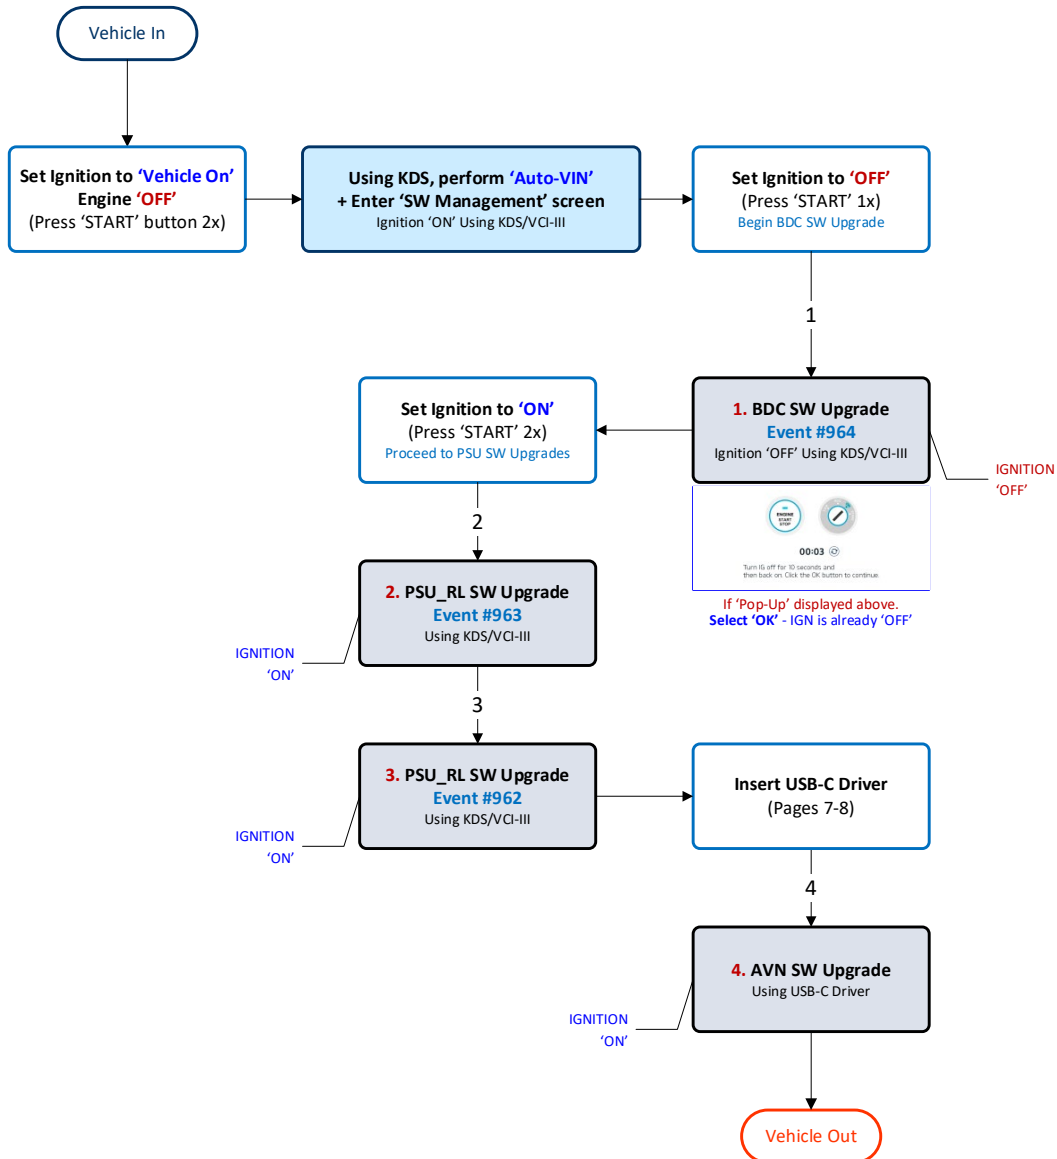 Vehicle In
Set Ignition to ‘Vehicle On’
Engine ‘OFF’
(Press ‘START’ button 2x)
Using KDS, perform ‘Auto-VIN’
+ Enter ‘SW Management’ screen
Ignition ‘ON’ Using KDS/VCI-III
Set Ignition to ‘OFF’
(Press ‘START’ 1x)
Begin BDC SW Upgrade
1
1. BDC SW Upgrade
Event #964
Ignition ‘OFF’ Using KDS/VCI-III
IGNITION
‘OFF’
ENGINE
START
STOP
00:03
Turn IG off for 10 seconds and
then back on. Click the OK button to continue.
If ‘Pop-Up’ displayed above.
Select ‘OK’ - IGN is already ‘OFF’
Set Ignition to ‘ON’
(Press ‘START’ 2x)
Proceed to PSU SW Upgrades
2
2. PSU_RL SW Upgrade
Event #963
Using KDS/VCI-III
IGNITION
‘ON’
3
3. PSU_RL SW Upgrade
Event #962
Using KDS/VCI-III
IGNITION
‘ON’
Insert USB-C Driver
(Pages 7-8)
4
4. AVN SW Upgrade
Using USB-C Driver
IGNITION
‘ON’
Vehicle Out